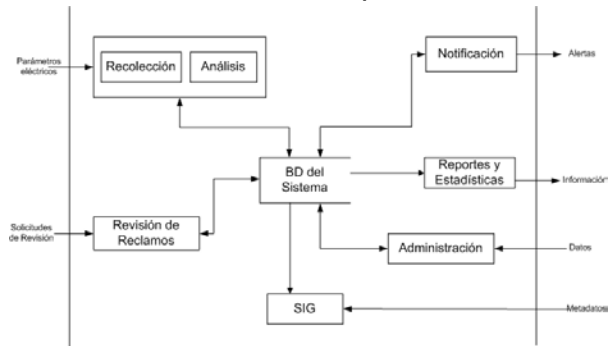 Parámetros
eléctricos
Recolección
Análisis
Notificación
Alertas
BD del
Sistema
Reportes y
Estadísticas
Información
Solicitudes
de Revisión
Revisión de
Reclamos
Administración
Datos
SIG
Metadatos